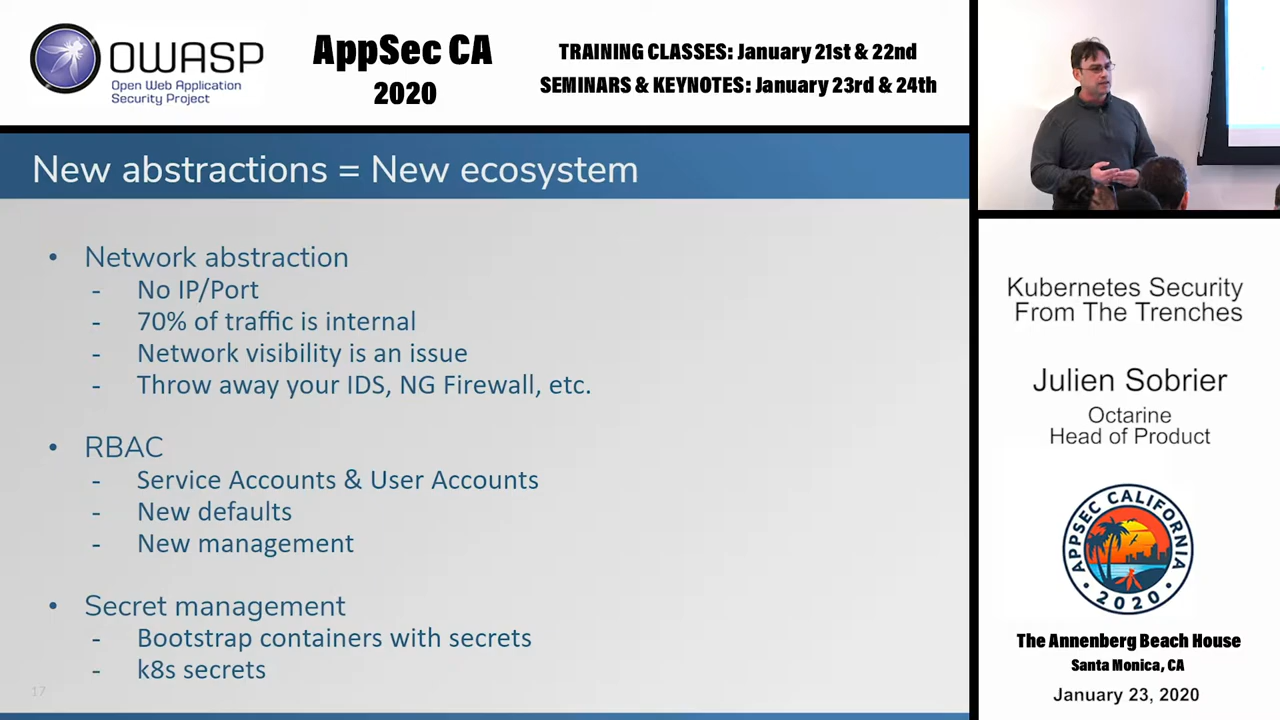 OWASP
Open Web Application
Security Project
AppSec CA
2020
TRAINING CLASSES: January 21st & 22nd
SEMINARS & KEYNOTES: January 23rd & 24th
New abstractions = New ecosystem
• Network abstraction
- No IP/Port
- 70% of traffic is internal
- Network visibility is an issue
- Throw away your IDS, NG Firewall, etc.
• RBAC
- Service Accounts & User Accounts
- New defaults
- New management
• Secret management
- Bootstrap containers with secrets
- k8s secrets
17
Kubernetes Security
From The Trenches
Julien Sobrier
Octarine
Head of Product
APPSEC CALIFORNIA
• 2020 •
The Annenberg Beach House
Santa Monica, CA
January 23, 2020